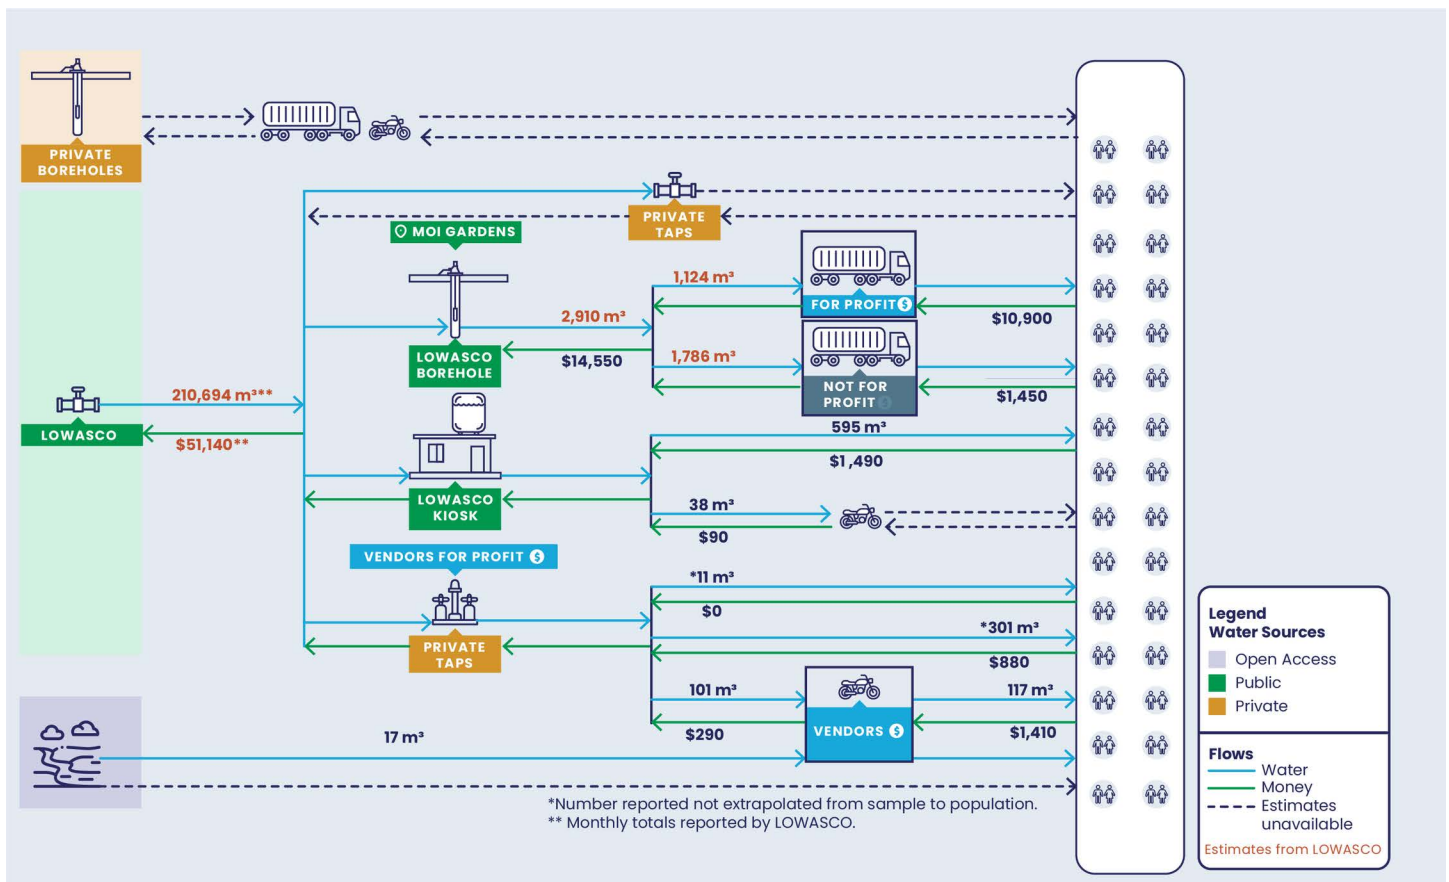 PRIVATE
BOREHOLES
PRIVATE
TAPS
MOI GARDENS
1,124 m³
FOR PROFIT $
$10,900
2,910 m³
$14,550
LOWASCO
BOREHOLE
1,786 m³
NOT FOR
PROFIT $
$1,450
210,694 m³**
$51,140**
LOWASCO
595 m³
$1,490
LOWASCO
KIOSK
38 m³
$90
VENDORS FOR PROFIT $
*11 m³
$0
*301 m³
$880
PRIVATE
TAPS
101 m³
117 m³
VENDORS $
$290
$1,410
17 m³
*Number reported not extrapolated from sample to population.
** Monthly totals reported by LOWASCO.
Legend
Water Sources
Open Access
Public
Private
Flows
Water
Money
Estimates
unavailable
Estimates from LOWASCO